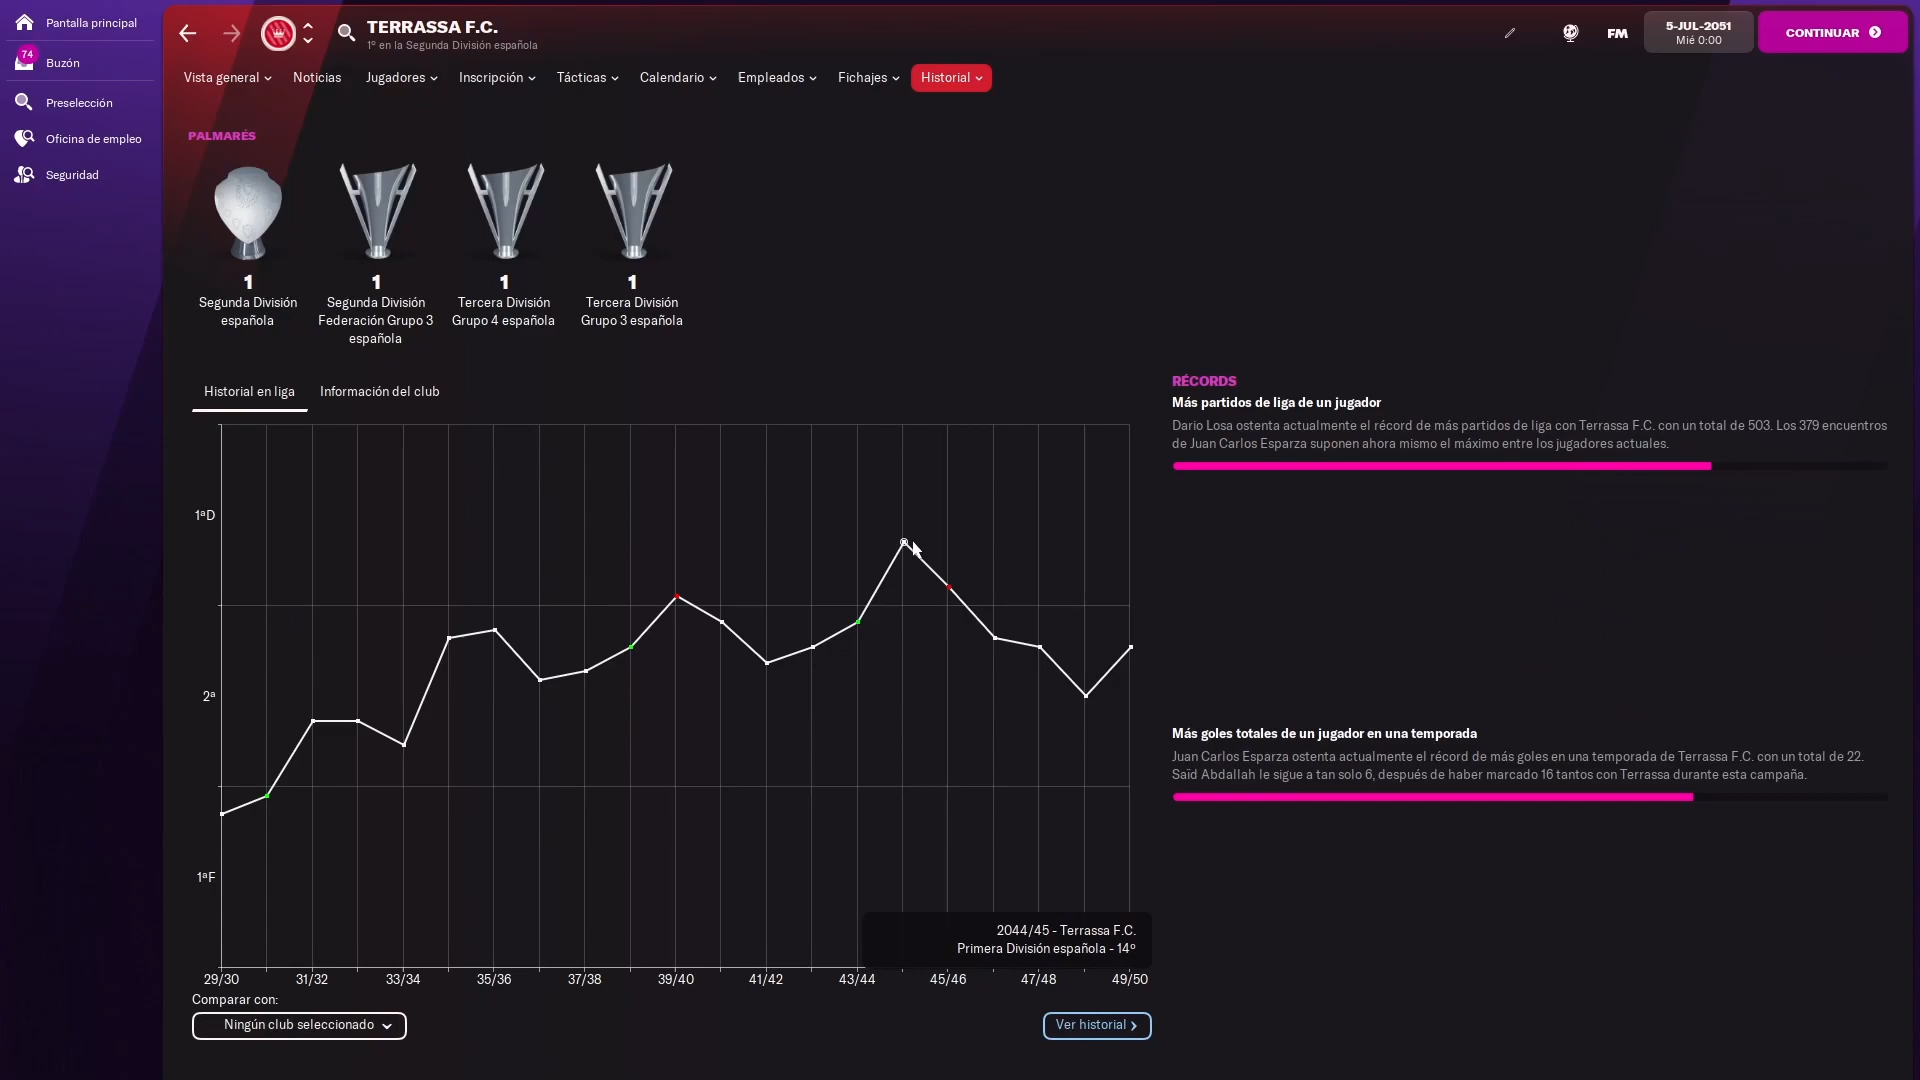 Pantalla principal
74
Buzón
Preselección
Oficina de empleo
Seguridad
TERRASSA F.C.
1º en la Segunda División española
FM
5-JUL-2051
Mié 0:00
CONTINUAR
Vista general
Noticias
Jugadores
Inscripción
Tácticas
Calendario
Empleados
Fichajes
Historial
PALMARÉS
1
Segunda División
española
1
Segunda División
Federación Grupo 3
española
1
Tercera División
Grupo 4 española
1
Tercera División
Grupo 3 española
Historial en liga
Información del club
1ªD
2ª
1ªF
2044/45 - Terrassa F.C.
Primera División española - 14º
29/30
31/32
33/34
35/36
37/38
39/40
41/42
43/44
45/46
47/48
49/50
Comparar con:
Ningún club seleccionado
Ver historial
RÉCORDS
Más partidos de liga de un jugador
Dario Losa ostenta actualmente el récord de más partidos de liga con Terrassa F.C. con un total de 503. Los 379 encuentros
de Juan Carlos Esparza suponen ahora mismo el máximo entre los jugadores actuales.
Más goles totales de un jugador en una temporada
Juan Carlos Esparza ostenta actualmente el récord de más goles en una temporada de Terrassa F.C. con un total de 22.
Saïd Abdallah le sigue a tan solo 6, después de haber marcado 16 tantos con Terrassa durante esta campaña.